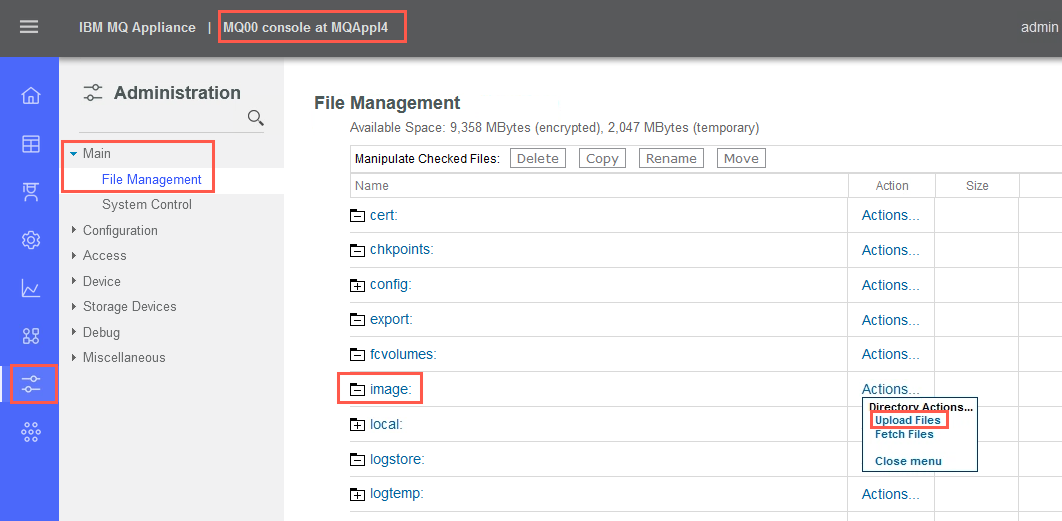 IBM MQ Appliance | MQ00 console at MQAppl4 admin
Administration
Main
File Management
System Control
Configuration
Access
Device
Storage Devices
Debug
Miscellaneous
File Management
Available Space: 9,358 MBytes (encrypted), 2,047 MBytes (temporary)
Manipulate Checked Files: Delete Copy Rename Move
Name Action Size
cert: Actions...
chkpoints: Actions...
config: Actions...
export: Actions...
fcvolumes: Actions...
image: Actions...
Directory Actions...
Upload Files
Fetch Files
Close menu
local:
logstore:
logtemp: Actions...